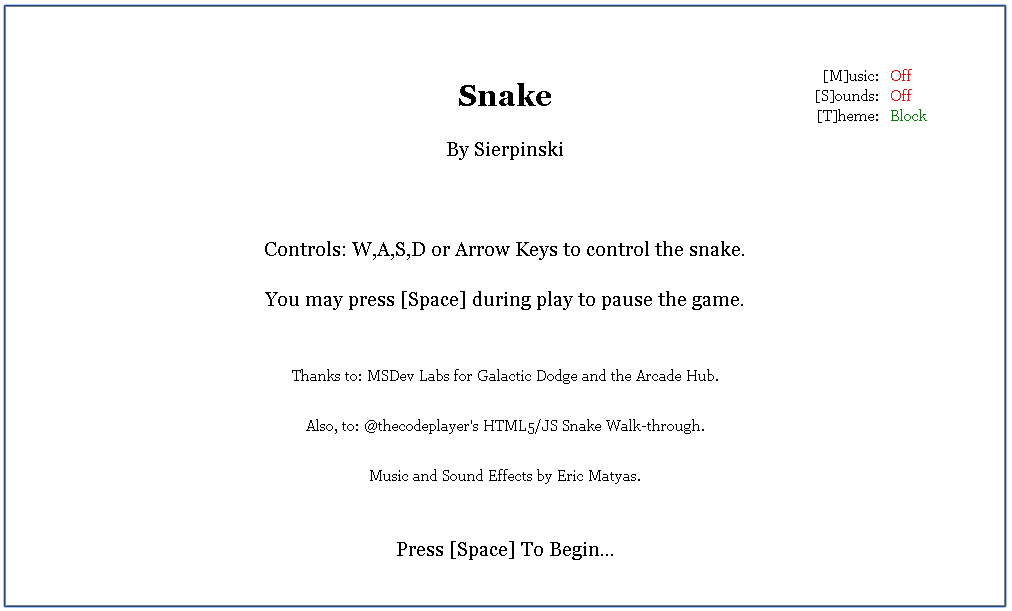 Snake
[M]usic: Off
[S]ounds: Off
[T]heme: Block
By Sierpinski
Controls: W,A,S,D or Arrow Keys to control the snake.
You may press [Space] during play to pause the game.
Thanks to: MSDev Labs for Galactic Dodge and the Arcade Hub.
Also, to: @thecodeplayer's HTML5/JS Snake Walk-through.
Music and Sound Effects by Eric Matyas.
Press [Space] To Begin...